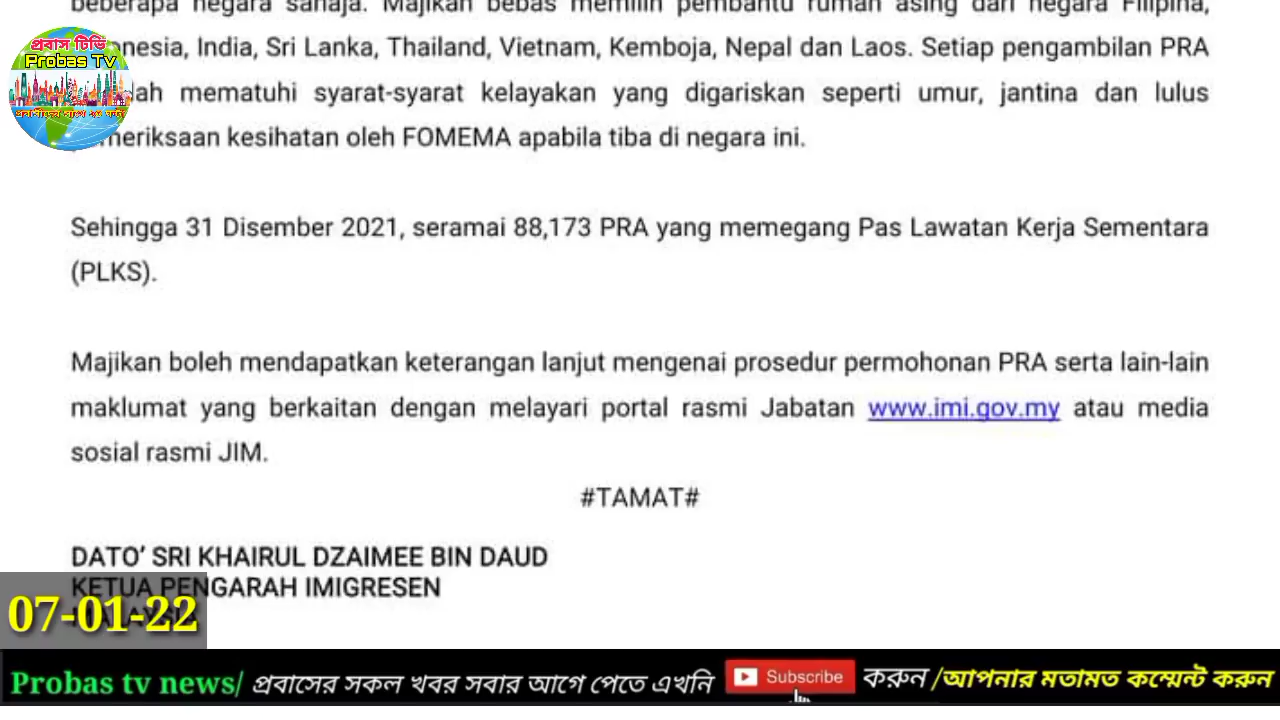 beberapa negara sahaja. Majikan bebas memilih pembantu rumah asing dari negara Filipina,
Indonesia, India, Sri Lanka, Thailand, Vietnam, Kemboja, Nepal dan Laos. Setiap pengambilan PRA
mematuhi syarat-syarat kelayakan yang digariskan seperti umur, jantina dan lulus
pemeriksaan kesihatan oleh FOMEMA apabila tiba di negara ini.
প্রবাস টিভি
Probas Tv
Sehingga 31 Disember 2021, seramai 88,173 PRA yang memegang Pas Lawatan Kerja Sementara
(PLKS).
Majikan boleh mendapatkan keterangan lanjut mengenai prosedur permohonan PRA serta lain-lain
maklumat yang berkaitan dengan melayari portal rasmi Jabatan www.imi.gov.my atau media
sosial rasmi JIM.
#TAMAT#
DATO’ SRI KHAIRUL DZAIMEE BIN DAUD
KETUA PENGARAH IMIGRESEN
MALAYSIA
07-01-22
Probas tv news/ প্রবাসের সকল খবর সবার আগে পেতে এখনি Subscribe করুন /আপনার মতামত কমেন্ট করুন